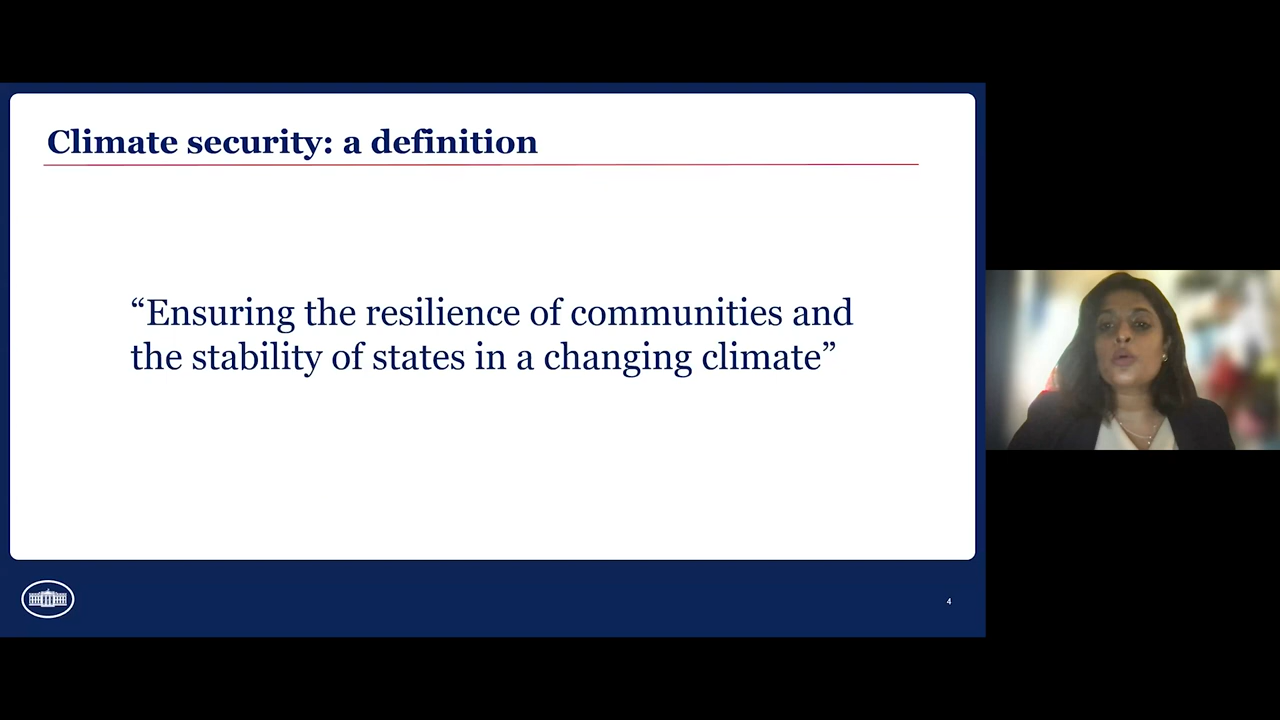 Climate security: a definition
“Ensuring the resilience of communities and
the stability of states in a changing climate”
4